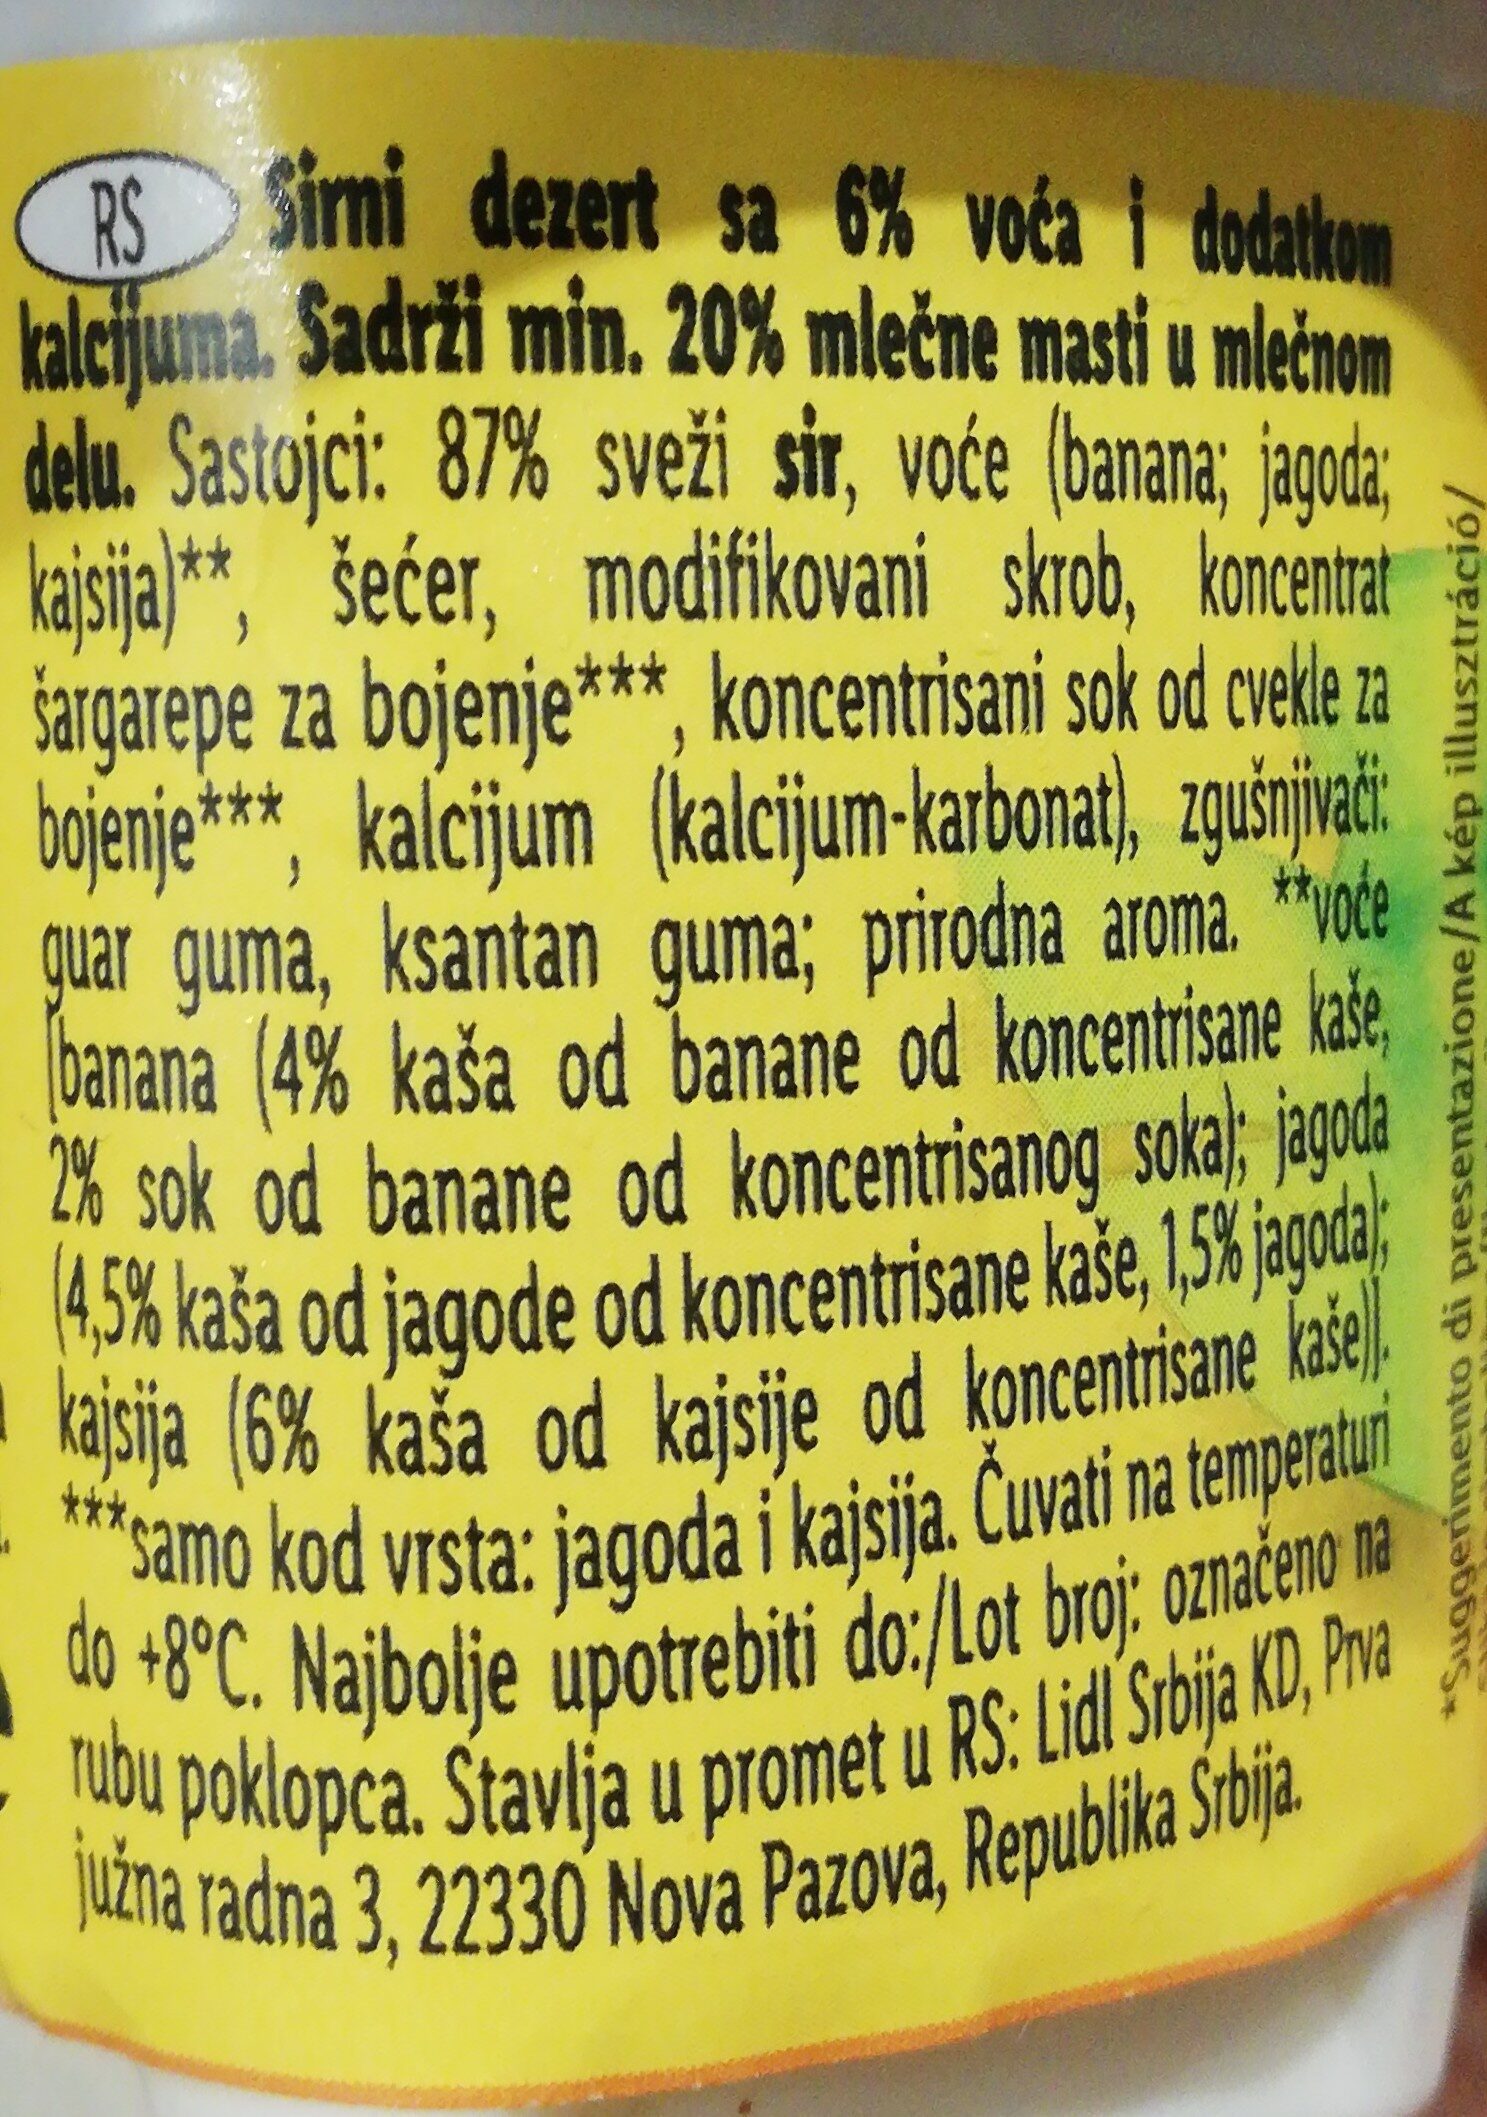 RS Sirni dezert sa 6% voća i dodatkom
kalcijuma. Sadrži min. 20% mlečne masti u mlečnom
delu. Sastojci: 87% sveži sir, voće (banana; jagoda;
kajsija)**, šećer, modifikovani skrob, koncentrat
šargarepe za bojenje***, koncentrisani sok od cvekle za
bojenje***, kalcijum (kalcijum-karbonat), zgušnjivači:
guar guma, ksantan guma; prirodna aroma. **voće
[banana (4% kaša od banane od koncentrisane kaše,
2% sok od banane od koncentrisanog soka); jagoda
(4,5% kaša od jagode od koncentrisane kaše, 1,5% jagoda);
kajsija (6% kaša od kajsije od koncentrisane kaše)].
***samo kod vrsta: jagoda i kajsija. Čuvati na temperaturi
do +8°C. Najbolje upotrebiti do:/Lot broj: označeno na
rubu poklopca. Stavlja u promet u RS: Lidl Srbija KD, Prva
južna radna 3, 22330 Nova Pazova, Republika Srbija.
*Suggerimento di presentazione/A kép illusztráció/